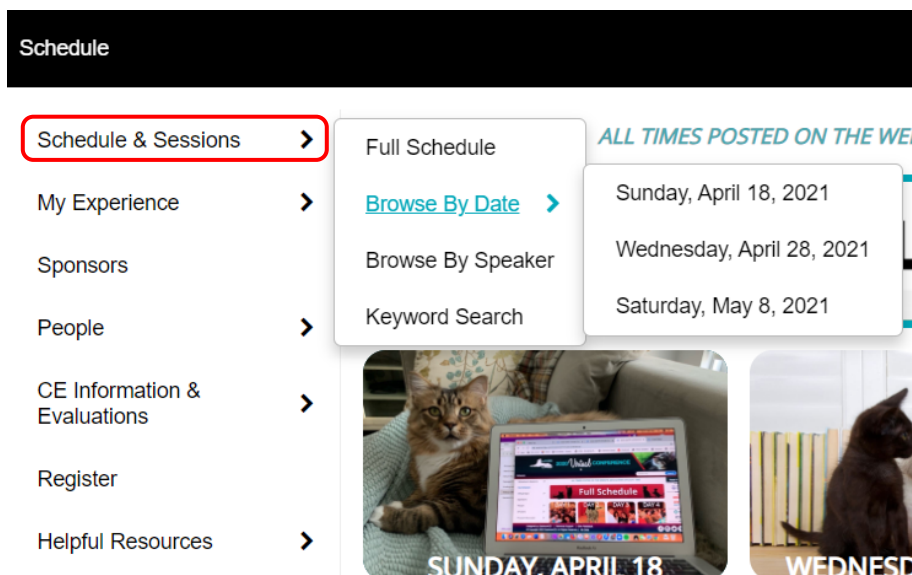 Schedule
Schedule & Sessions
My Experience
Sponsors
People
CE Information &
Evaluations
Register
Helpful Resources
Full Schedule
Browse By Date
Browse By Speaker
Keyword Search
Sunday, April 18, 2021
Wednesday, April 28, 2021
Saturday, May 8, 2021
ALL TIMES POSTED ON THE WE
Full Schedule
SUNDAY, APRIL 18
WEDNESD